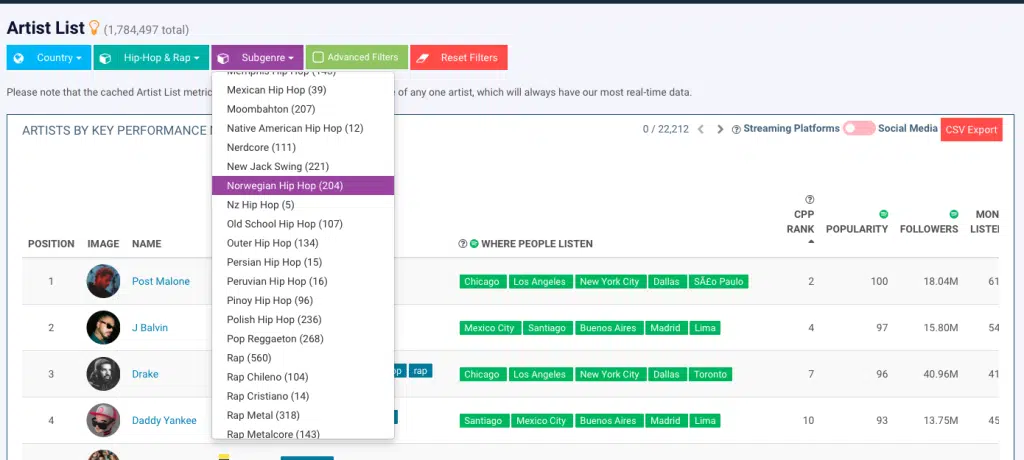 Artist List (1,784,497 total)
Country Hip-Hop & Rap Subgenre Advanced Filters Reset Filters
Memphis Hip Hop (148)
Please note that the cached Artist List metric
e of any one artist, which will always have our most real-time data.
Mexican Hip Hop (39)
Moombahton (207)
Native American Hip Hop (12)
Nerdcore (111)
New Jack Swing (221)
Norwegian Hip Hop (204)
Nz Hip Hop (5)
Old School Hip Hop (107)
Outer Hip Hop (134)
Persian Hip Hop (15)
Peruvian Hip Hop (16)
Pinoy Hip Hop (96)
Polish Hip Hop (236)
Pop Reggaeton (268)
Rap (560)
Rap Chileno (104)
Rap Cristiano (14)
Rap Metal (318)
Rap Metalcore (143)
ARTISTS BY KEY PERFORMANCE
0 / 22,212 Streaming Platforms Social Media CSV Export
POSITION IMAGE NAME WHERE PEOPLE LISTEN CPP RANK POPULARITY FOLLOWERS MON LISTEN
1 Post Malone Chicago Los Angeles New York City Dallas SÃ£o Paulo 2 100 18.04M 61
2 J Balvin Mexico City Santiago Buenos Aires Madrid Lima 4 97 15.80M 54
3 Drake op rap Chicago Los Angeles New York City Dallas Toronto 7 96 40.96M 41
4 Daddy Yankee Santiago Mexico City Buenos Aires Madrid Lima 10 93 13.75M 45